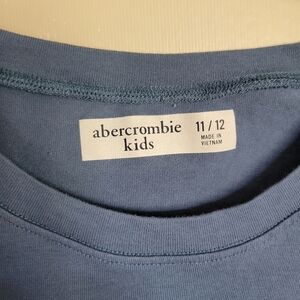 abercrombie
kids
11 / 12
MADE IN
VIETNAM